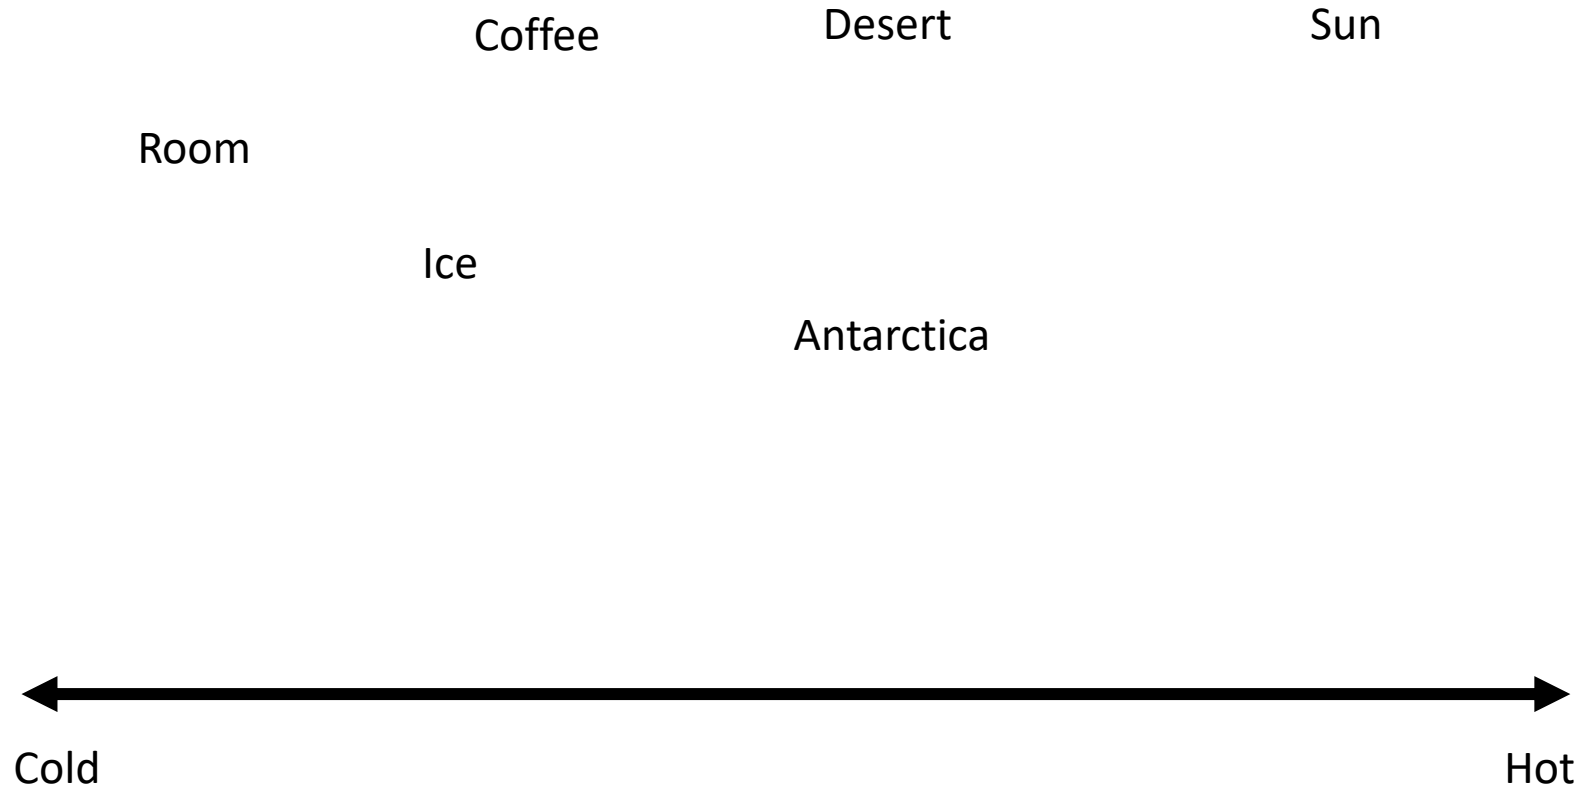 Coffee
Desert
Sun
Room
Ice
Antarctica
Cold
Hot